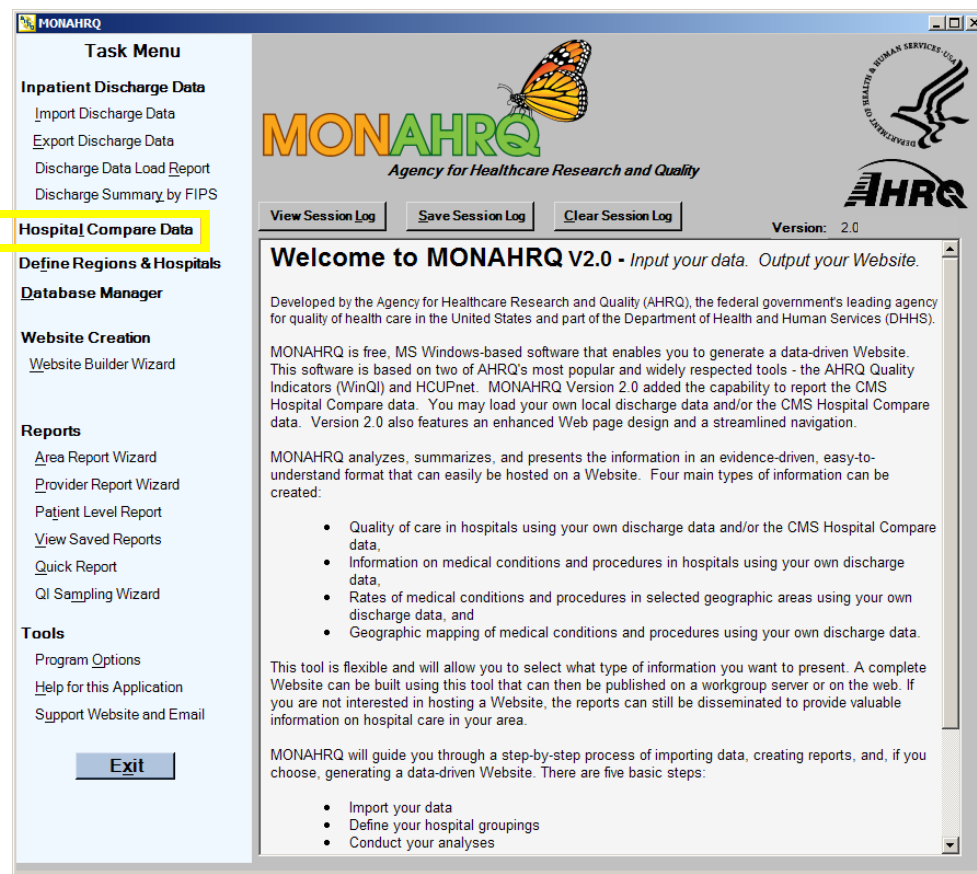 MONAHRQ
Task Menu
Inpatient Discharge Data
Import Discharge Data
Export Discharge Data
Discharge Data Load Report
Discharge Summary by FIPS
Hospital Compare Data
Define Regions & Hospitals
Database Manager
Website Creation
Website Builder Wizard
Reports
Area Report Wizard
Provider Report Wizard
Patient Level Report
View Saved Reports
Quick Report
QI Sampling Wizard
Tools
Program Options
Help for this Application
Support Website and Email
Exit
MONAHRQ
Agency for Healthcare Research and Quality
DEPARTMENT OF HEALTH & HUMAN SERVICES·USA
AHRQ
View Session Log Save Session Log Clear Session Log
Version: 2.0
Welcome to MONAHRQ V2.0 - Input your data. Output your Website.
Developed by the Agency for Healthcare Research and Quality (AHRQ), the federal government's leading agency
for quality of health care in the United States and part of the Department of Health and Human Services (DHHS).
MONAHRQ is free, MS Windows-based software that enables you to generate a data-driven Website.
This software is based on two of AHRQ's most popular and widely respected tools - the AHRQ Quality
Indicators (WinQI) and HCUPnet. MONAHRQ Version 2.0 added the capability to report the CMS
Hospital Compare data. You may load your own local discharge data and/or the CMS Hospital Compare
data. Version 2.0 also features an enhanced Web page design and a streamlined navigation.
MONAHRQ analyzes, summarizes, and presents the information in an evidence-driven, easy-to-
understand format that can easily be hosted on a Website. Four main types of information can be
created:
• Quality of care in hospitals using your own discharge data and/or the CMS Hospital Compare
data,
• Information on medical conditions and procedures in hospitals using your own discharge
data,
• Rates of medical conditions and procedures in selected geographic areas using your own
discharge data, and
• Geographic mapping of medical conditions and procedures using your own discharge data.
This tool is flexible and will allow you to select what type of information you want to present. A complete
Website can be built using this tool that can then be published on a workgroup server or on the web. If
you are not interested in hosting a Website, the reports can still be disseminated to provide valuable
information on hospital care in your area.
MONAHRQ will guide you through a step-by-step process of importing data, creating reports, and, if you
choose, generating a data-driven Website. There are five basic steps:
• Import your data
• Define your hospital groupings
• Conduct your analyses